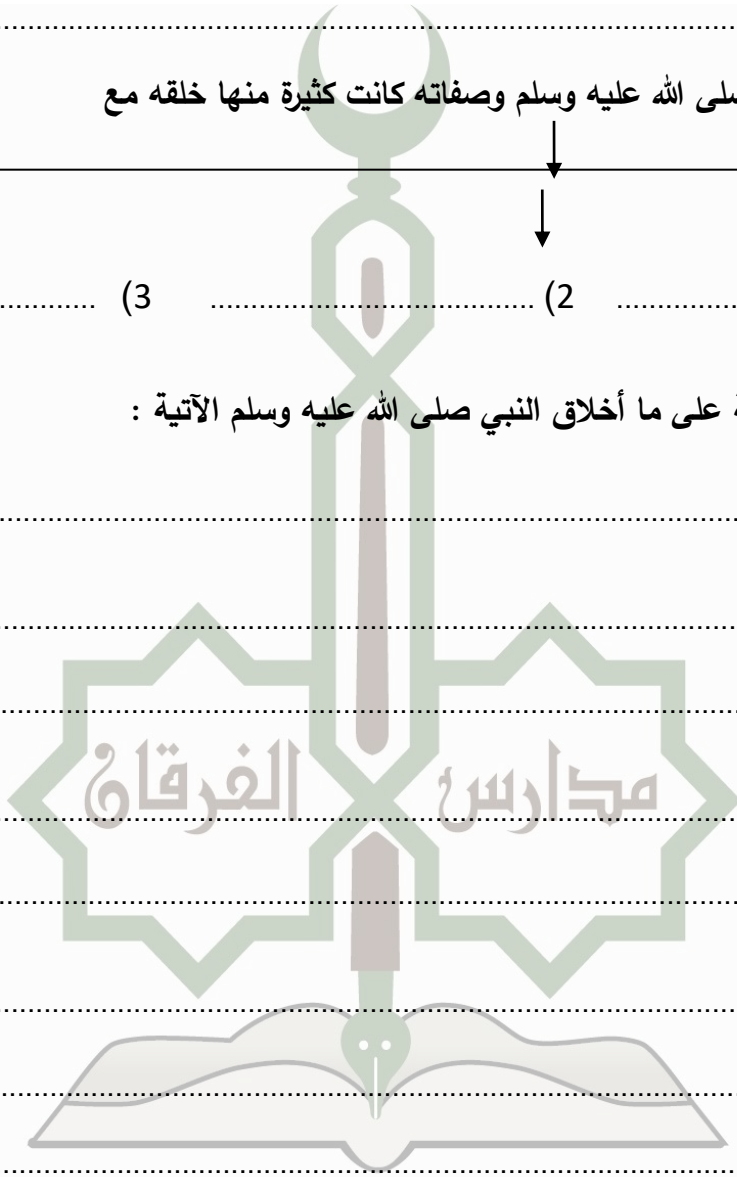 صلى الله عليه وسلم وصفاته كانت كثيرة منها خلقه مع
2) 3)
على ما أخلاق النبي صلى الله عليه وسلم الآتية :
مدارس الفرقان